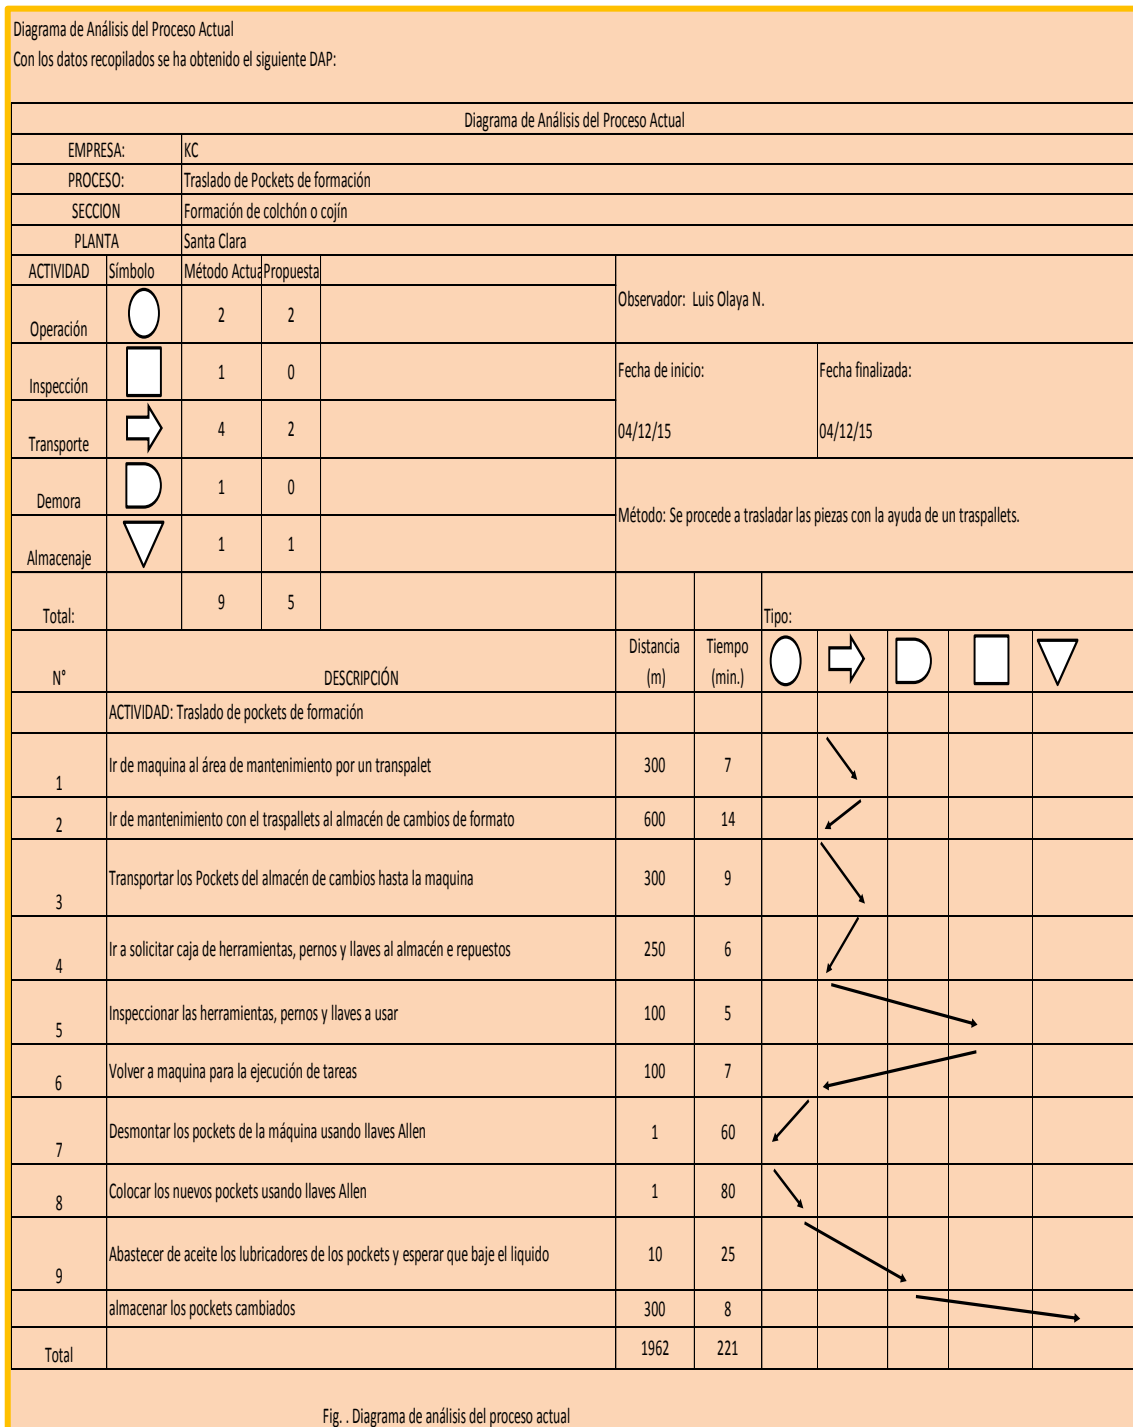 Diagrama de Análisis del Proceso Actual
Con los datos recopilados se ha obtenido el siguiente DAP:
Diagrama de Análisis del Proceso Actual
EMPRESA: KC
PROCESO: Traslado de Pockets de formación
SECCION Formación de colchón o cojín
PLANTA Santa Clara
ACTIVIDAD Símbolo Método Actua Propuesta
Observador: Luis Olaya N.
Operación 2 2
Inspección 1 0
Fecha de inicio: Fecha finalizada:
04/12/15 04/12/15
Transporte 4 2
Demora 1 0
Método: Se procede a trasladar las piezas con la ayuda de un traspallets.
Almacenaje 1 1
Total: 9 5 Tipo:
N° DESCRIPCIÓN Distancia (m) Tiempo (min.)
ACTIVIDAD: Traslado de pockets de formación
1 Ir de maquina al área de mantenimiento por un transpalet 300 7
2 Ir de mantenimiento con el traspallets al almacén de cambios de formato 600 14
3 Transportar los Pockets del almacén de cambios hasta la maquina 300 9
4 Ir a solicitar caja de herramientas, pernos y llaves al almacén e repuestos 250 6
5 Inspeccionar las herramientas, pernos y llaves a usar 100 5
6 Volver a maquina para la ejecución de tareas 100 7
7 Desmontar los pockets de la máquina usando llaves Allen 1 60
8 Colocar los nuevos pockets usando llaves Allen 1 80
9 Abastecer de aceite los lubricadores de los pockets y esperar que baje el liquido 10 25
almacenar los pockets cambiados 300 8
Total 1962 221
Fig. . Diagrama de análisis del proceso actual